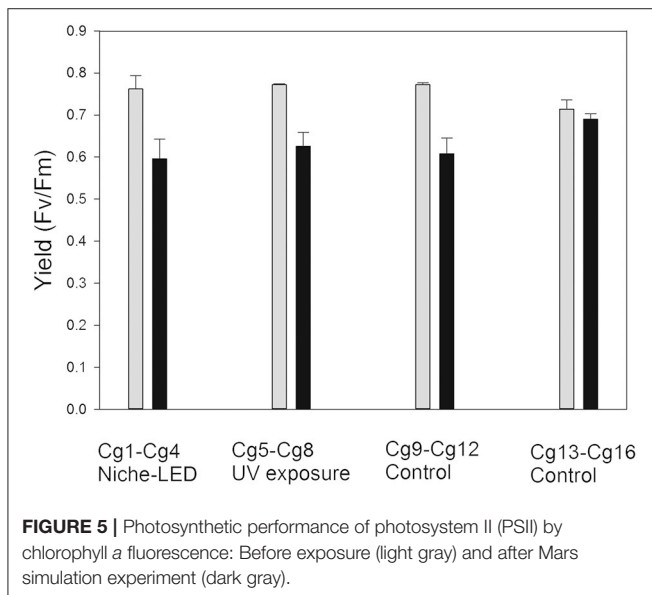 0.9
0.8
0.7
0.6
0.5
0.4
0.3
0.2
0.1
0.0
Yield (Fv/Fm)
Cg1-Cg4 Cg5-Cg8 Cg9-Cg12 Cg13-Cg16
Niche-LED UV exposure Control Control
FIGURE 5 | Photosynthetic performance of photosystem II (PSII) by
chlorophyll a fluorescence: Before exposure (light gray) and after Mars
simulation experiment (dark gray).